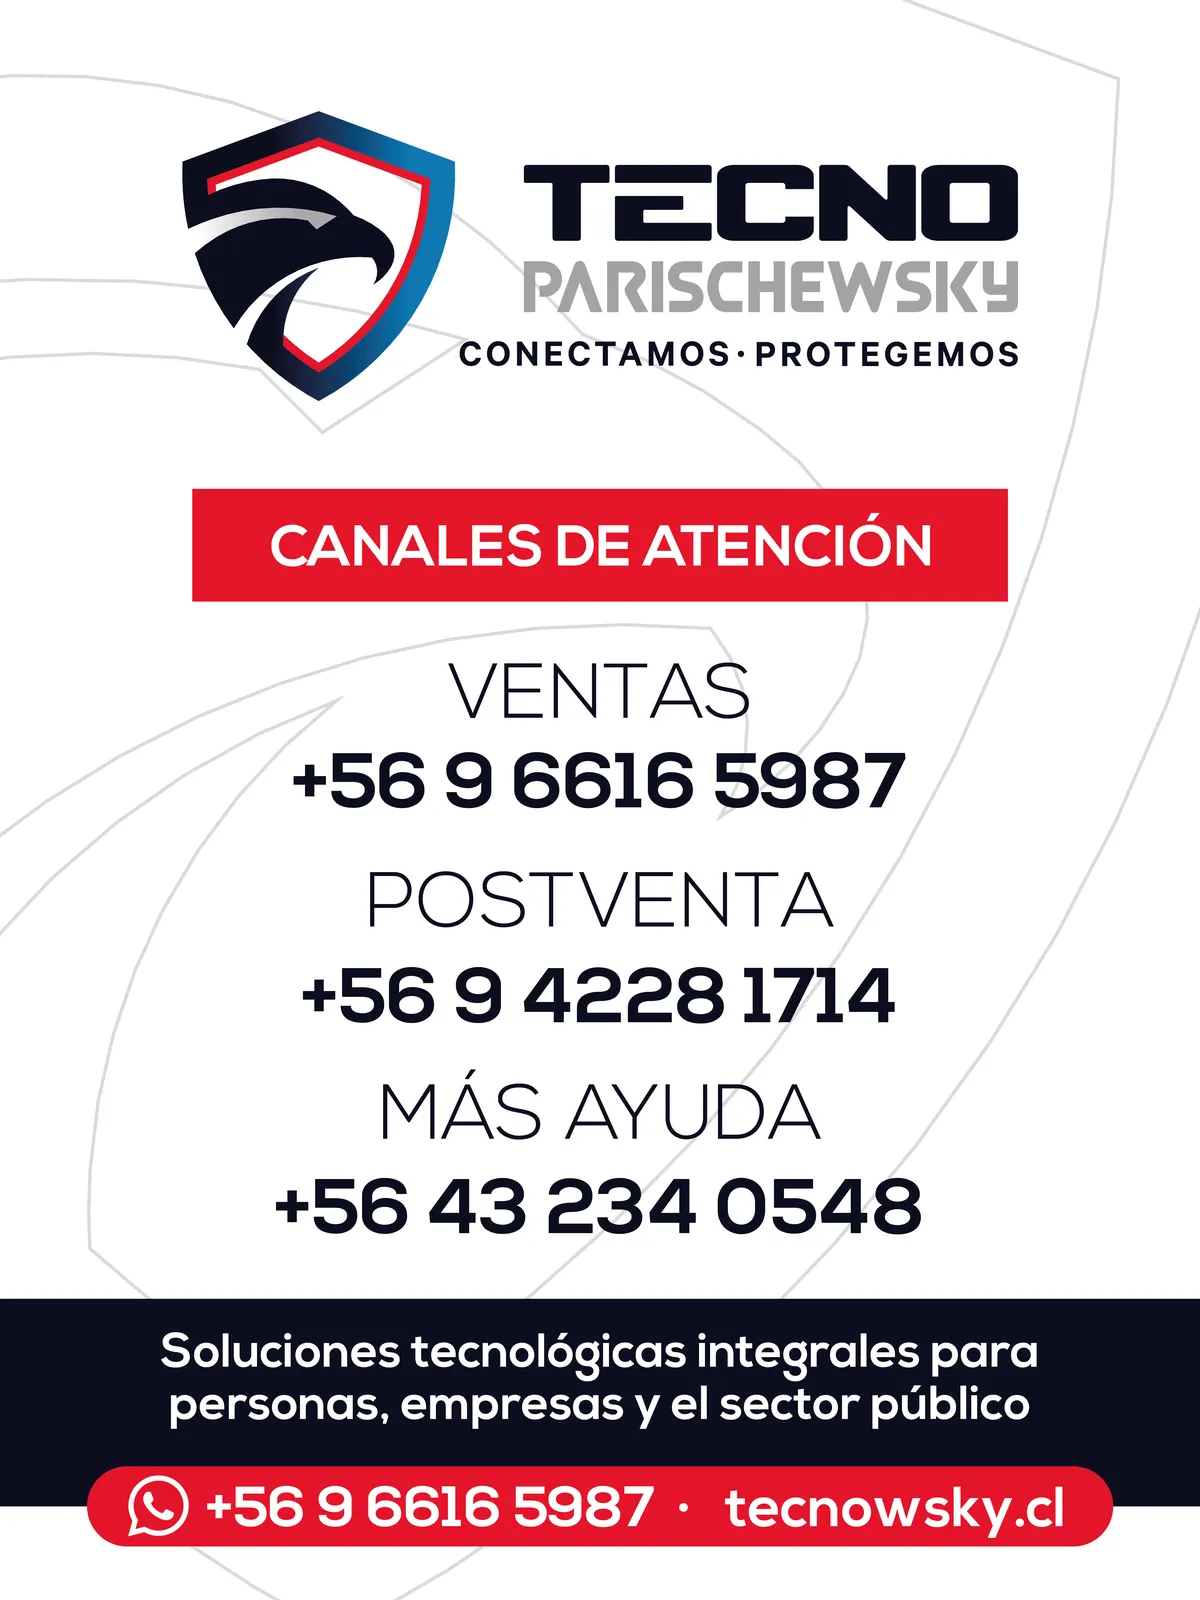 TECNO
PARISCHEWSKY
CONECTAMOS · PROTEGEMOS
CANALES DE ATENCIÓN
VENTAS
+56 9 6616 5987
POSTVENTA
+56 9 4228 1714
MÁS AYUDA
+56 43 234 0548
Soluciones tecnológicas integrales para
personas, empresas y el sector público
+56 9 6616 5987 · tecnowsky.cl